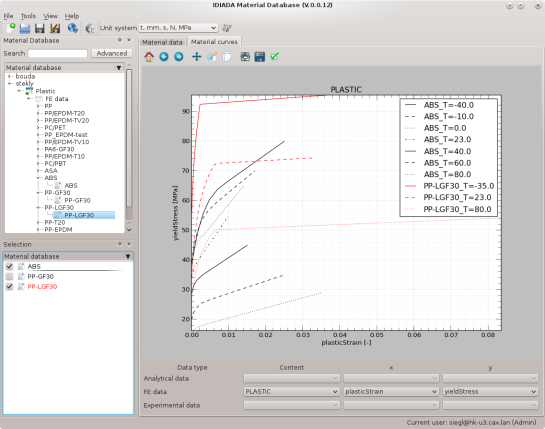 IDIADA Material Database (V.0.0.12)
File Tools View Help
Unit system t, mm, s, N, MPa
Material Database
Search Advanced
Material database
bouda
stekly
Plastic
FE data
PP
PP/EPDM-T20
PP/EPDM-TV20
PC/PET
PP_EPDM-test
PP/EPDM-TV10
PA6-GF30
PP/EPDM-T10
PC/PBT
ASA
ABS
ABS
PP-GF30
PP-GF30
PP-LGF30
PP-LGF30
PP-T20
PP-EPDM
Selection
Material database
ABS
PP-GF30
PP-LGF30
Material data Material curves
PLASTIC
yieldStress [MPa]
90
80
70
60
50
40
30
20
0.00 0.01 0.02 0.03 0.04 0.05 0.06 0.07 0.08
plasticStrain [-]
ABS_T=-40.0
ABS_T=-10.0
ABS_T=0.0
ABS_T=23.0
ABS_T=40.0
ABS_T=60.0
ABS_T=80.0
PP-LGF30_T=-35.0
PP-LGF30_T=23.0
PP-LGF30_T=80.0
Data type Content x y
Analytical data
FE data PLASTIC plasticStrain yieldStress
Experimental data
Current user: siegl@hk-u3.cax.lan (Admin)